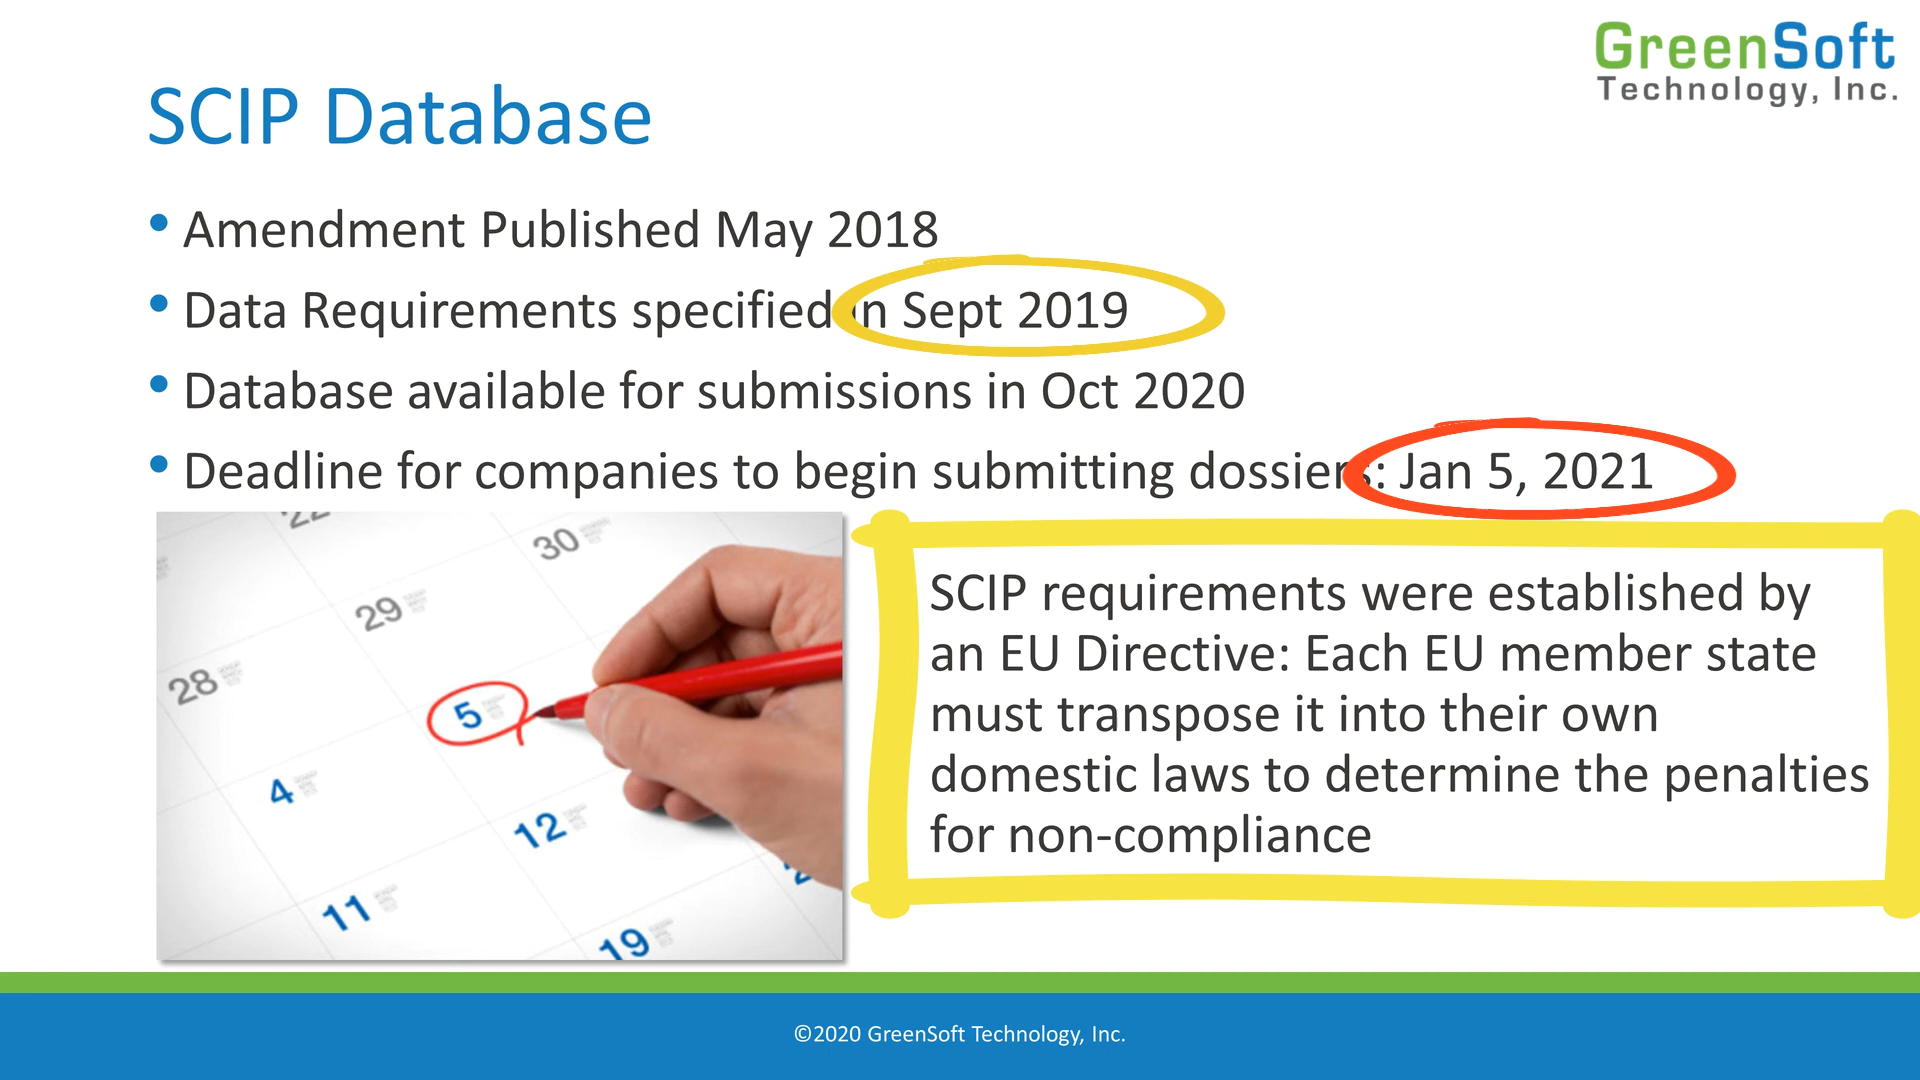 GreenSoft
Technology, Inc.
SCIP Database
• Amendment Published May 2018
• Data Requirements specified in Sept 2019
• Database available for submissions in Oct 2020
• Deadline for companies to begin submitting dossiers: Jan 5, 2021
22
30
29
28
5
4
12
11
19
SCIP requirements were established by
an EU Directive: Each EU member state
must transpose it into their own
domestic laws to determine the penalties
for non-compliance
©2020 GreenSoft Technology, Inc.